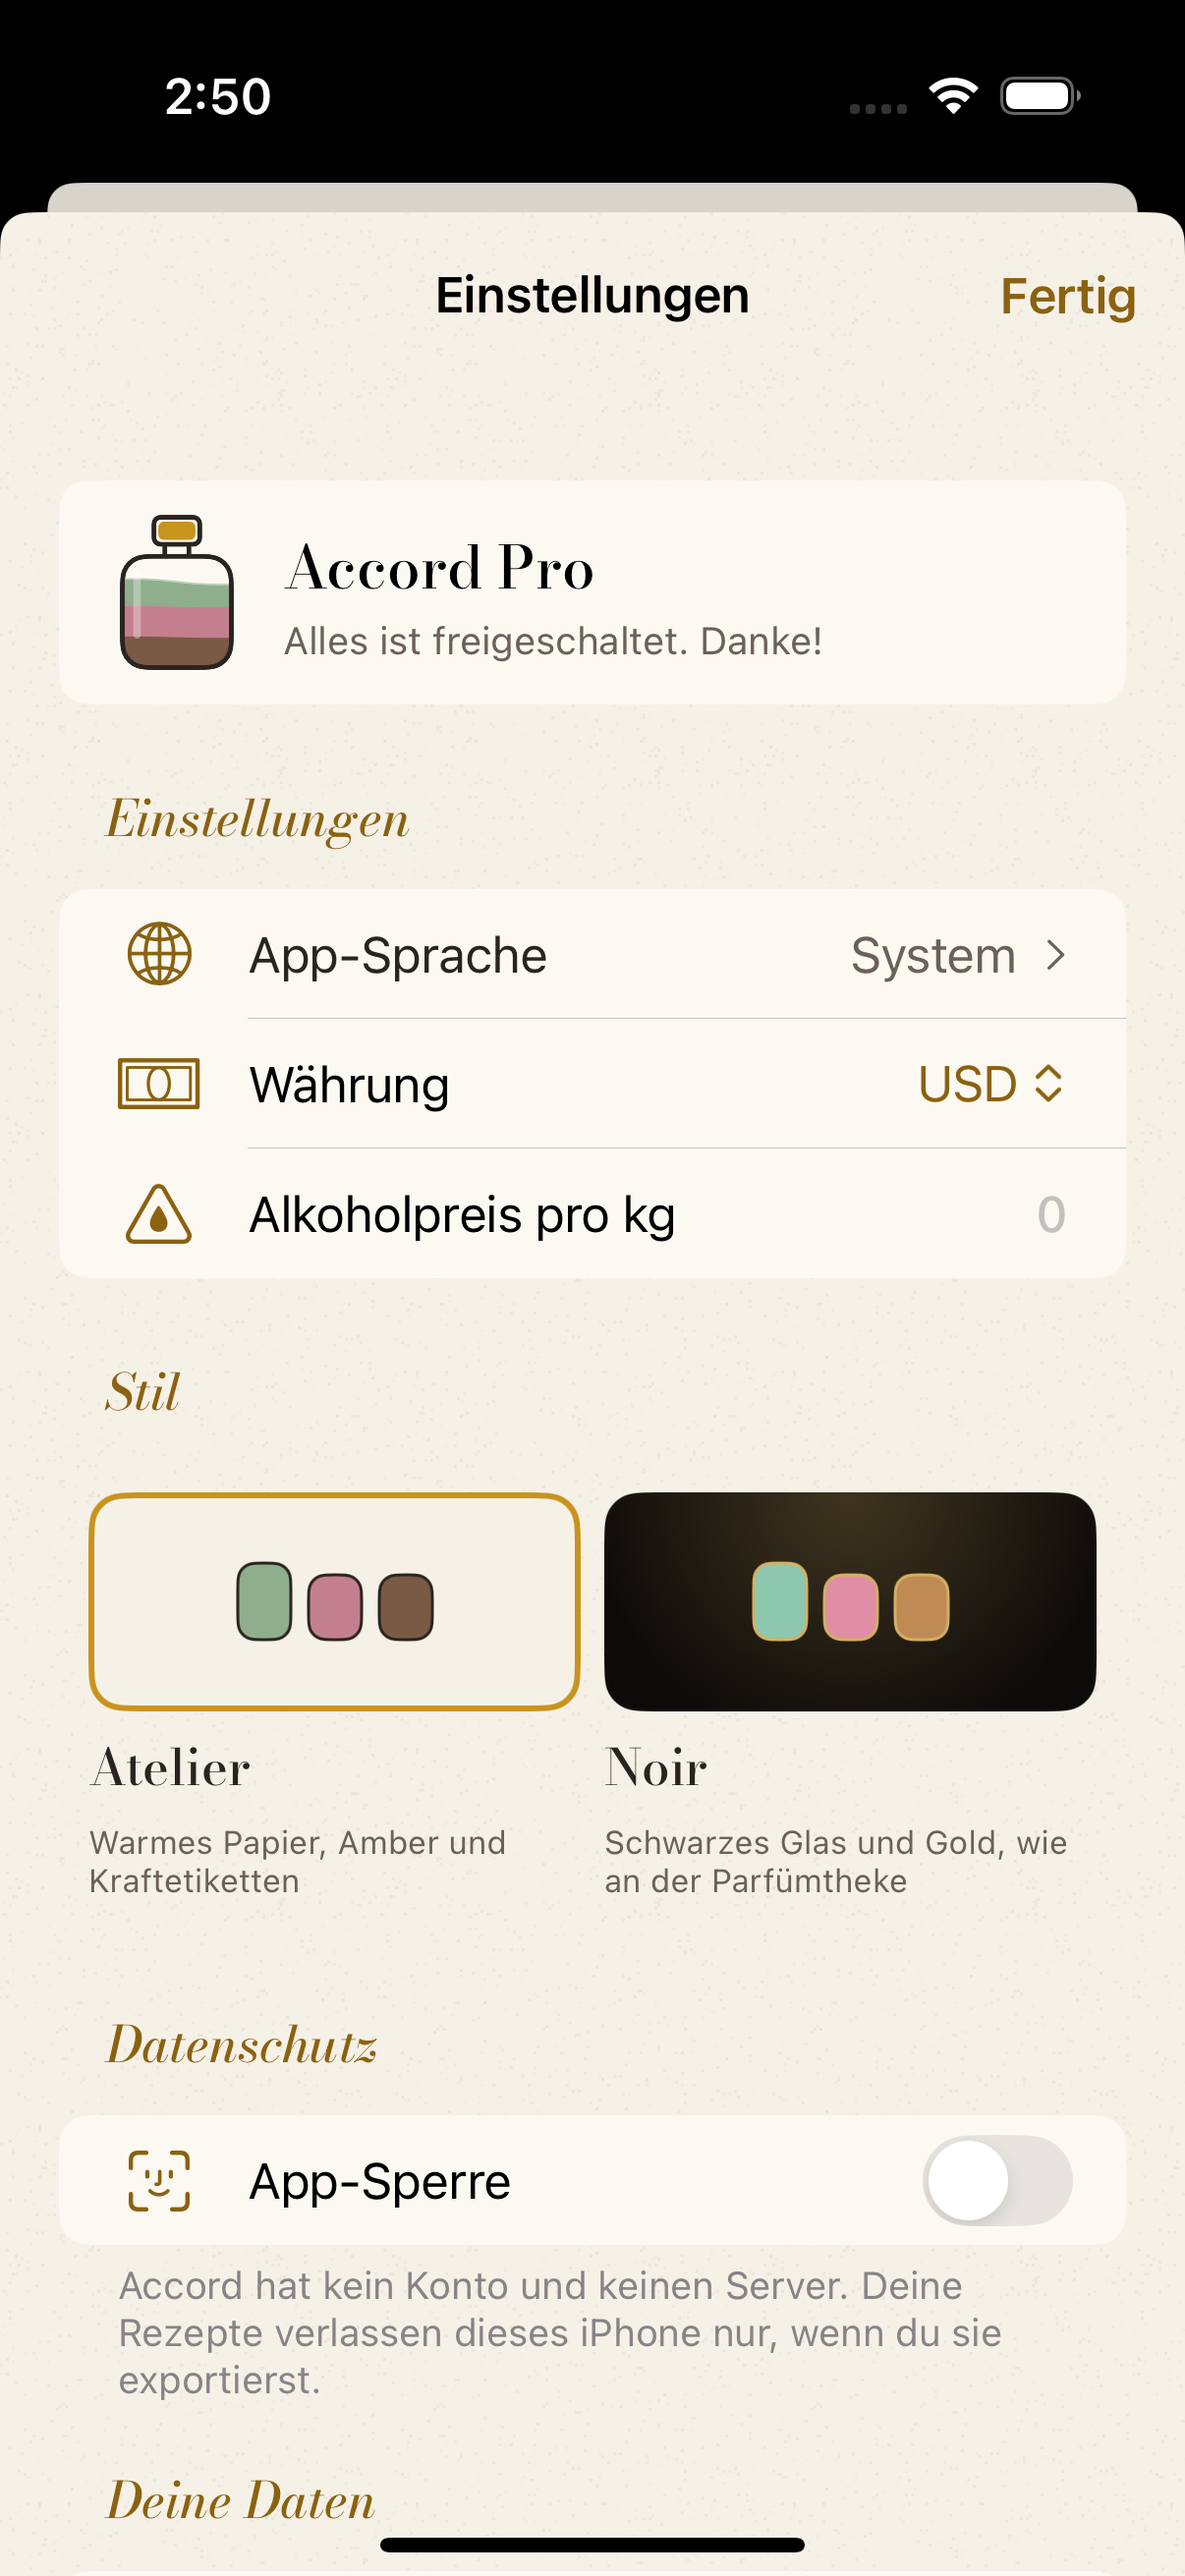 2:50
Einstellungen
Fertig
Accord Pro
Alles ist freigeschaltet. Danke!
Einstellungen
App-Sprache
System
Währung
USD
Alkoholpreis pro kg
0
Stil
Atelier
Warmes Papier, Amber und
Kraftetiketten
Noir
Schwarzes Glas und Gold, wie
an der Parfümtheke
Datenschutz
App-Sperre
Accord hat kein Konto und keinen Server. Deine
Rezepte verlassen dieses iPhone nur, wenn du sie
exportierst.
Deine Daten